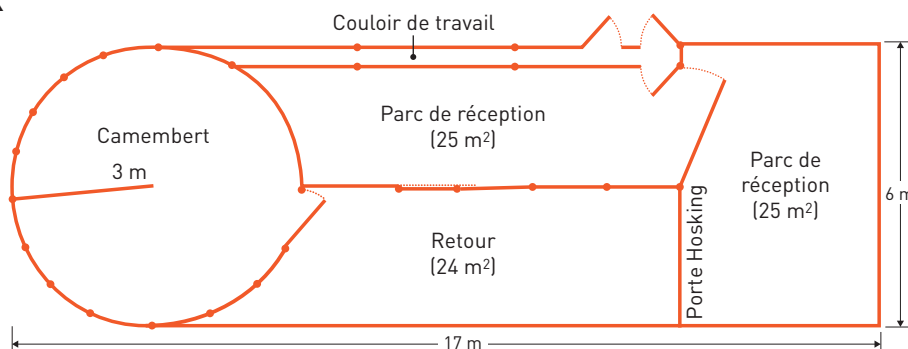 Couloir de travail
Parc de réception
(25 m²)
Camembert
3 m
Parc de
réception
(25 m²)
6 m
Porte Hosking
Retour
(24 m²)
17 m